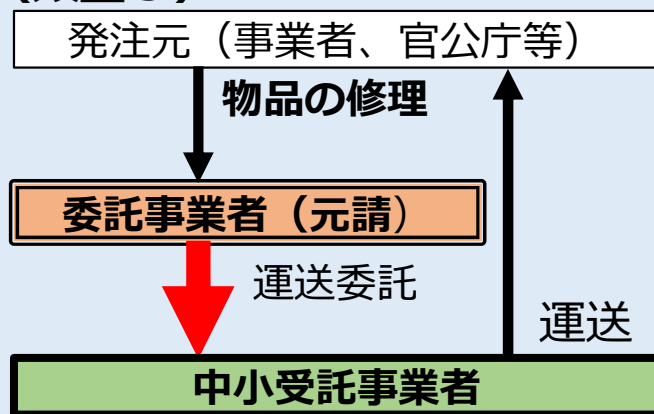 発注元（事業者、官公庁等）
物品の修理
委託事業者（元請）
運送委託
運送
中小受託事業者